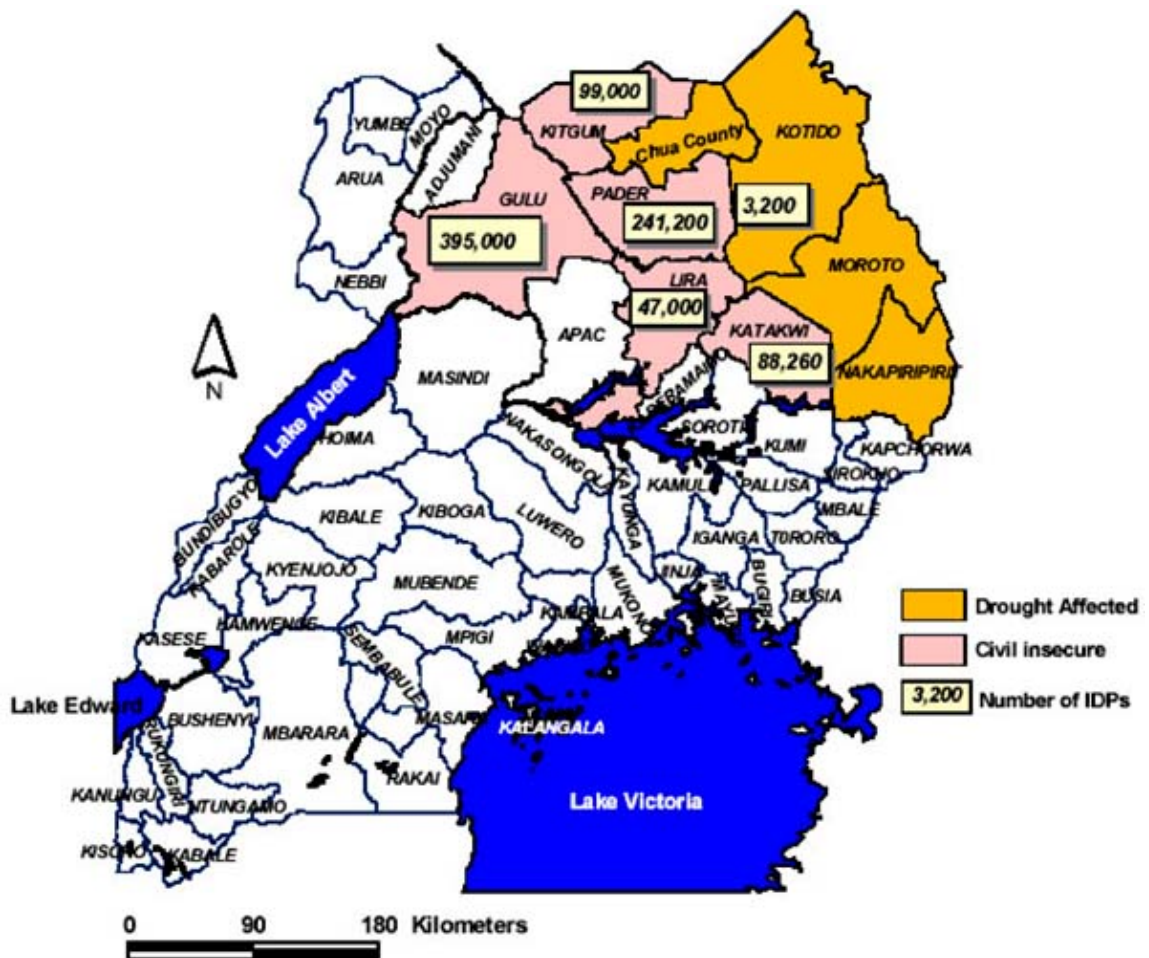 99,000
YUMBE
MOYO
KITGUM
Chua County
KOTIDO
ADJUMANI
ARUA
GULU
PADER
3,200
241,200
395,000
MOROTO
NEBBI
LIRA
47,000
KATAKWI
APAC
88,260
NAKAPIRIPIRIT
N
MASINDI
Lake Albert
SOROTI
KUMI
NAKASONGOLA
KAPCHORWA
HOIMA
KAYUNGA
KAMULI
PALLISA
BUNDIBUGYO
KIBALE
KIBOGA
LUWERO
MBALE
KABAROLE
IGANGA
TORORO
KYENJOJO
MUBENDE
JINJA
BUGIRI
BUSIA
MUKONO
KAMPALA
KAMWENGE
KASESE
SEMBABULE
MPIGI
Drought Affected
Civil insecure
3,200 Number of IDPs
Lake Edward
BUSHENYI
MBARARA
MASAKA
KALANGALA
RUKUNGIRI
RAKAI
KANUNGU
NTUNGAMO
Lake Victoria
KISORO
KABALE
0 90 180 Kilometers